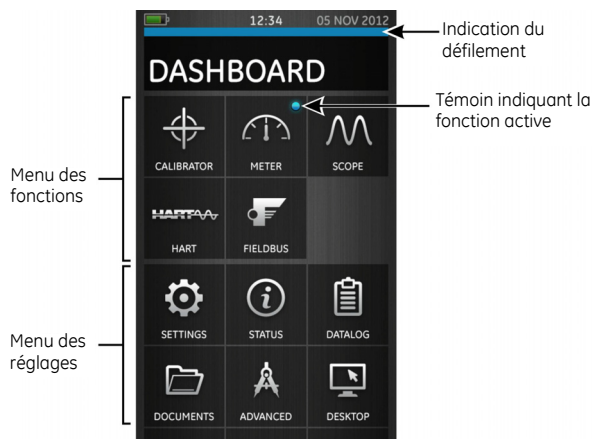 12:34 05 NOV 2012
Indication du
défilement
DASHBOARD
Témoin indiquant la
fonction active
Menu des
fonctions
CALIBRATOR METER SCOPE
HART
HART FIELDBUS
Menu des
réglages
SETTINGS STATUS DATALOG
DOCUMENTS ADVANCED DESKTOP